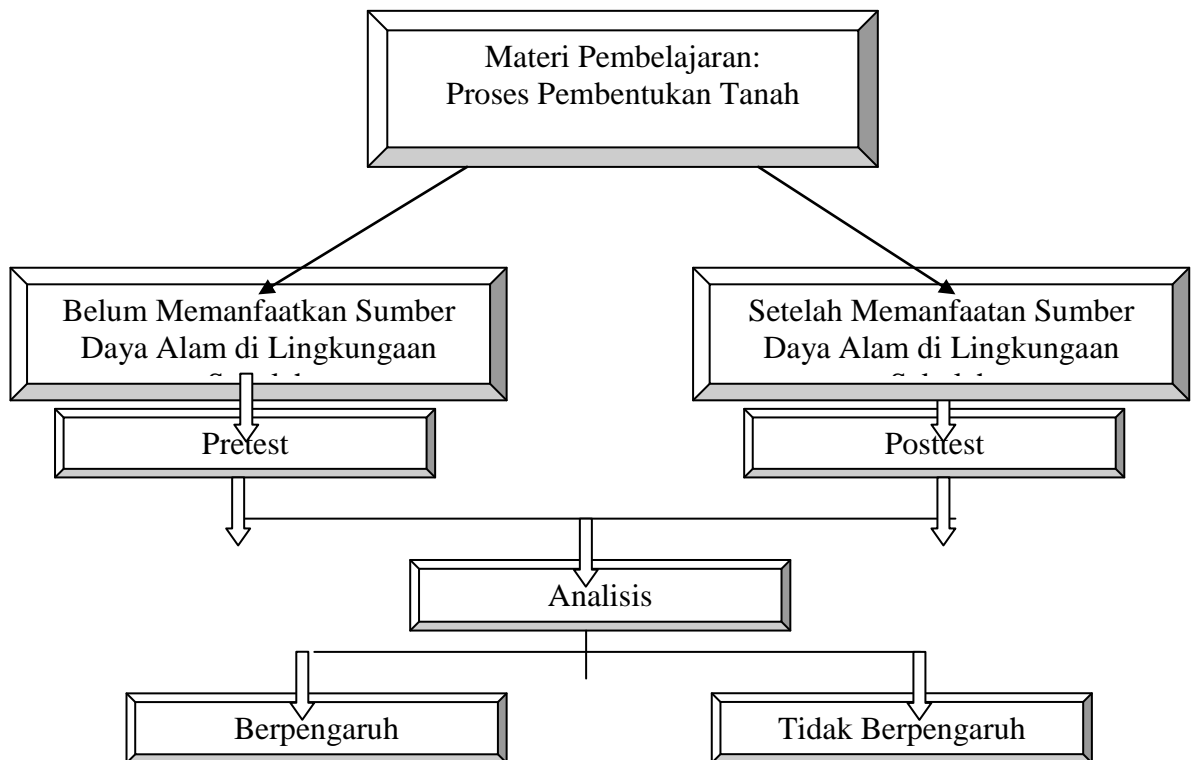 Materi Pembelajaran:
Proses Pembentukan Tanah
Belum Memanfaatkan Sumber
Daya Alam di Lingkungaan
Setelah Memanfaatan Sumber
Daya Alam di Lingkungaan
Pretest
Posttest
Analisis
Berpengaruh
Tidak Berpengaruh